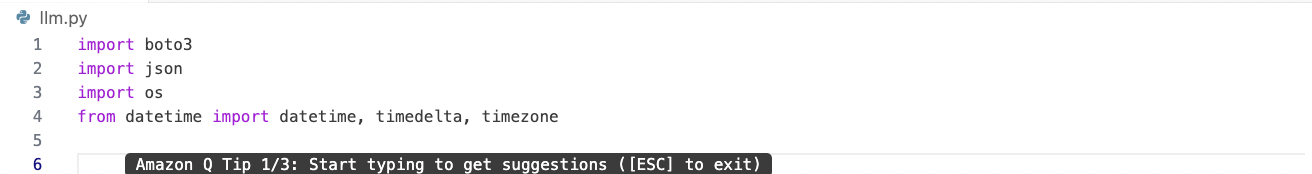 llm.py
1 import boto3
2 import json
3 import os
4 from datetime import datetime, timedelta, timezone
5
6 Amazon Q Tip 1/3: Start typing to get suggestions ([ESC] to exit)